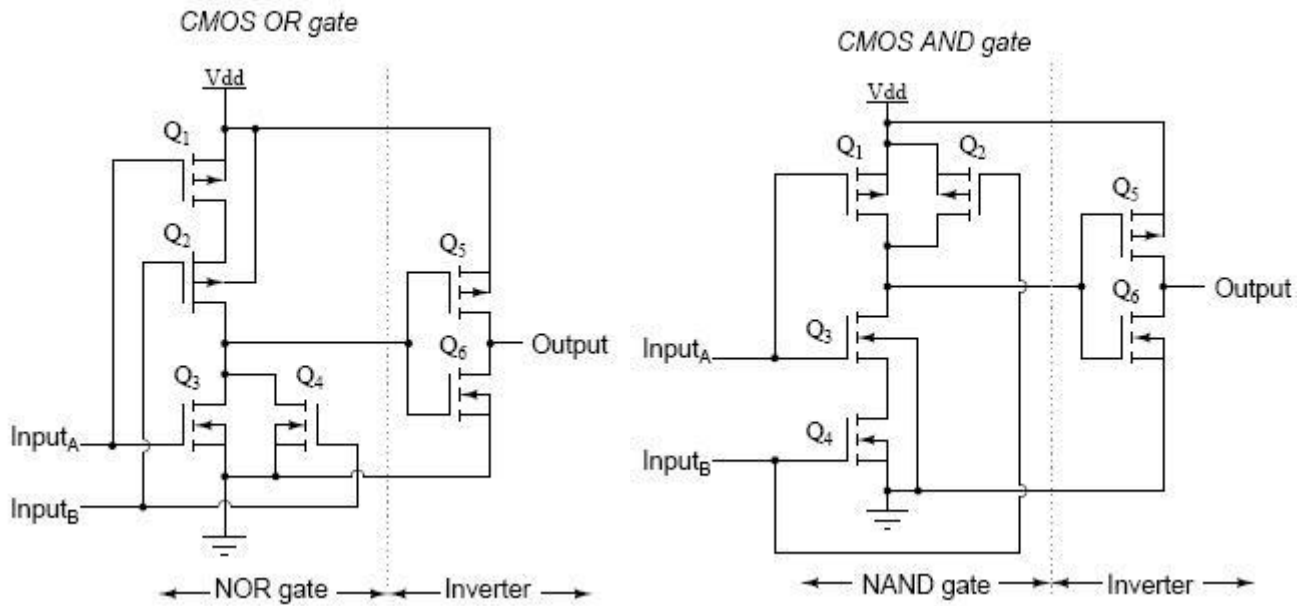 CMOS OR gate
Vdd
Q1
Q2
Q5
Q6
Output
Q3
Q4
InputA
InputB
NOR gate
Inverter
CMOS AND gate
Vdd
Q1
Q2
Q5
Q6
Output
Q3
InputA
Q4
InputB
NAND gate
Inverter